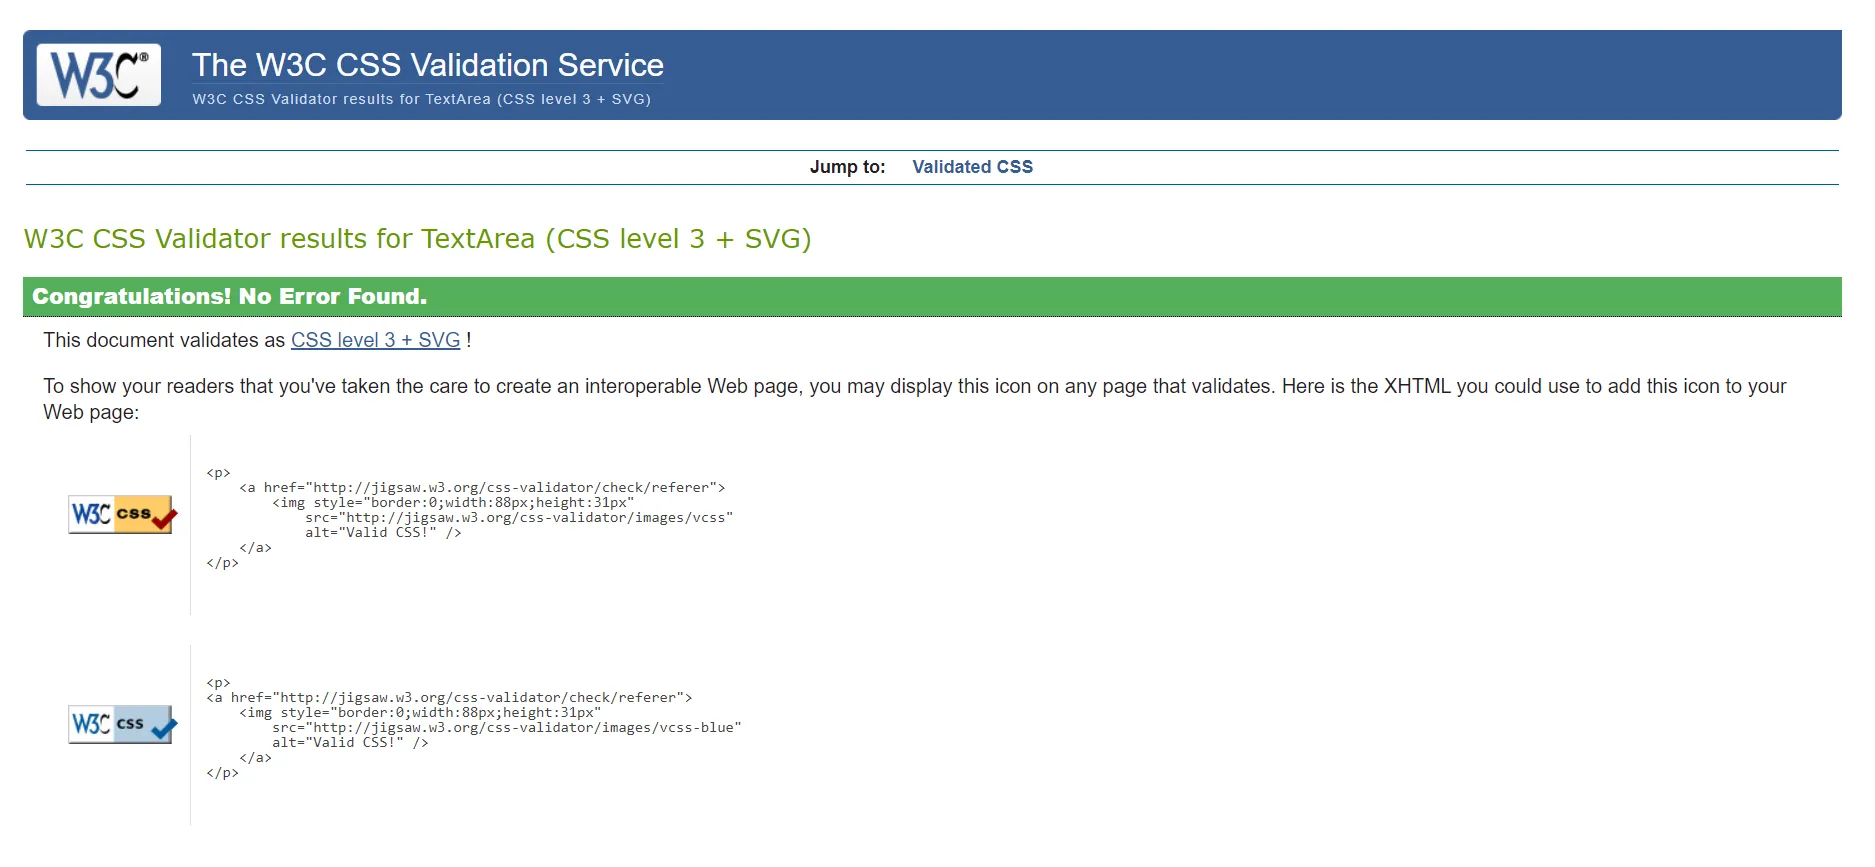 W3C®
The W3C CSS Validation Service
W3C CSS Validator results for TextArea (CSS level 3 + SVG)
Jump to: Validated CSS
W3C CSS Validator results for TextArea (CSS level 3 + SVG)
Congratulations! No Error Found.
This document validates as CSS level 3 + SVG !
To show your readers that you've taken the care to create an interoperable Web page, you may display this icon on any page that validates. Here is the XHTML you could use to add this icon to your
Web page:
W3C css
<p>
    <a href="http://jigsaw.w3.org/css-validator/check/referer">
        <img style="border:0;width:88px;height:31px"
            src="http://jigsaw.w3.org/css-validator/images/vcss"
            alt="Valid CSS!" />
    </a>
</p>
W3C css
<p>
<a href="http://jigsaw.w3.org/css-validator/check/referer">
    <img style="border:0;width:88px;height:31px"
        src="http://jigsaw.w3.org/css-validator/images/vcss-blue"
        alt="Valid CSS!" />
    </a>
</p>